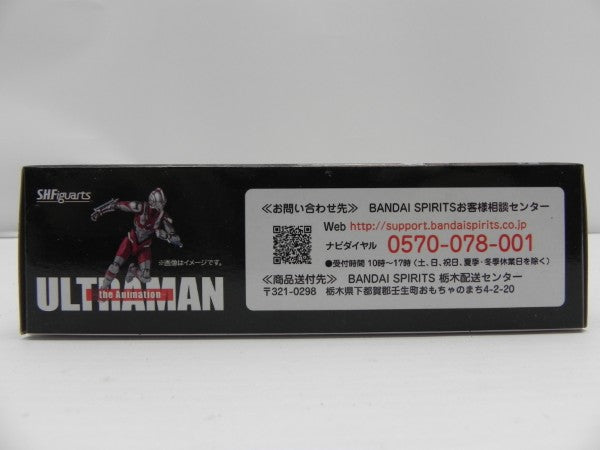 S.H.Figuarts
※画像はイメージです。
ULTRAMAN
the Animation
≪お問い合わせ先≫ BANDAI SPIRITSお客様相談センター
Web http://support.bandaispirits.co.jp
ナビダイヤル 0570-078-001
●受付時間 10時〜17時(土、日、祝日、夏季・冬季休業日を除く)
≪商品送付先≫ BANDAI SPIRITS 栃木配送センター
〒321-0298 栃木県下都賀郡壬生町おもちゃのまち4-2-20